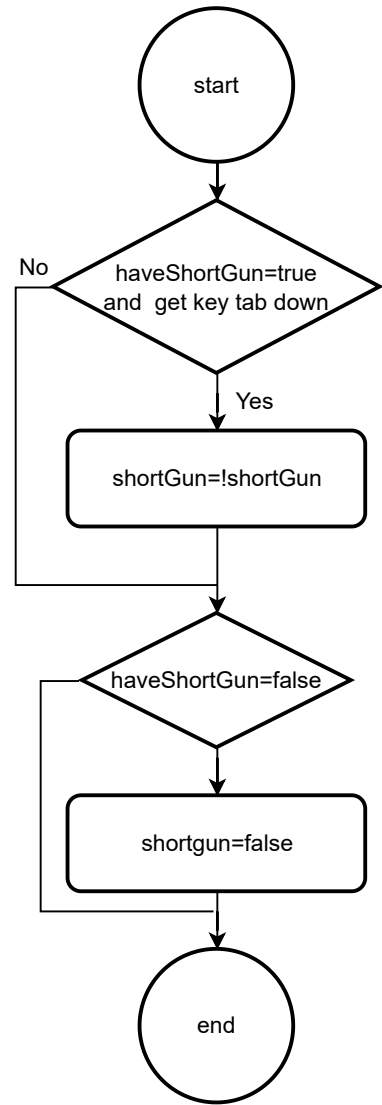 start
No
haveShortGun=true
and get key tab down
Yes
shortGun=!shortGun
haveShortGun=false
shortgun=false
end